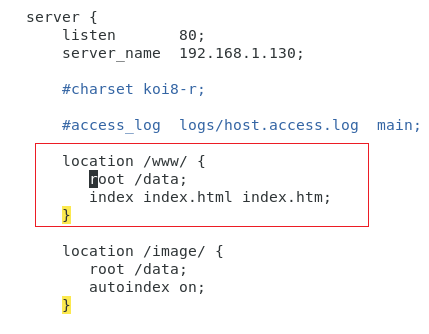 server {
listen       80;
server_name  192.168.1.130;
#charset koi8-r;
#access_log  logs/host.access.log  main;
location /www/ {
root /data;
index index.html index.htm;
}
location /image/ {
root /data;
autoindex on;
}